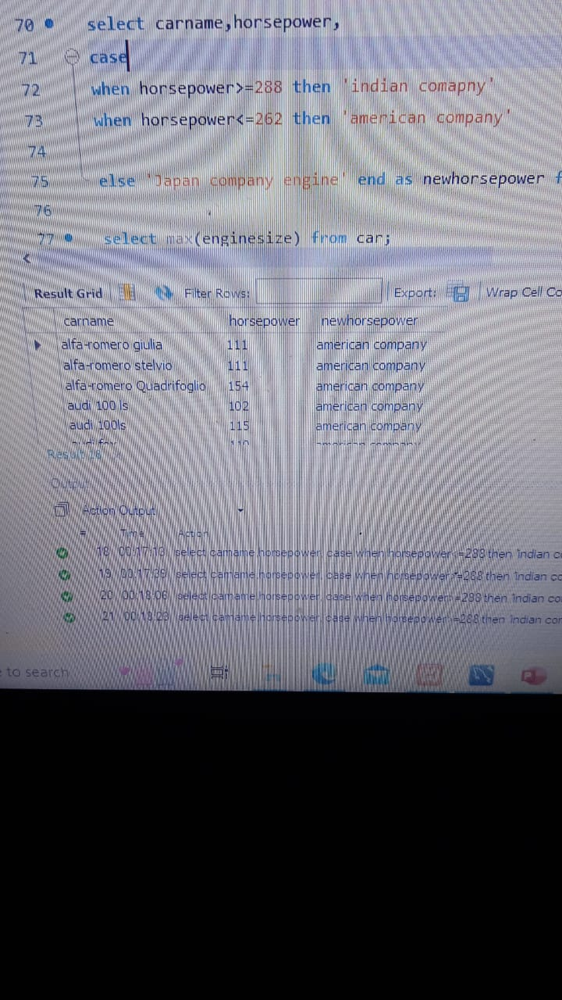 70 select carname,horsepower,
71 case
72 when horsepower>=288 then 'indian comapny'
73 when horsepower<=262 then 'american company'
74
75 else 'Japan company engine' end as newhorsepower f
76
77 select max(enginesize) from car;
Result Grid Filter Rows: Export: Wrap Cell Co
carname horsepower newhorsepower
alfa-romero giulia 111 american company
alfa-romero stelvio 111 american company
alfa-romero Quadrifoglio 154 american company
audi 100 ls 102 american company
audi 100ls 115 american company
Result 18
Output
Action Output
# Time Action
18 00:17:13 select carname,horsepower, case when horsepower =288 then 'indian c
19 select carname,horsepower, case when horsepower =288 then 'indian co
20 00:18:06 select carname,horsepower, case when horsepower =288 then 'indian co
21 00:18:23 select carname,horsepower, case when horsepower =288 then 'indian cor
to search